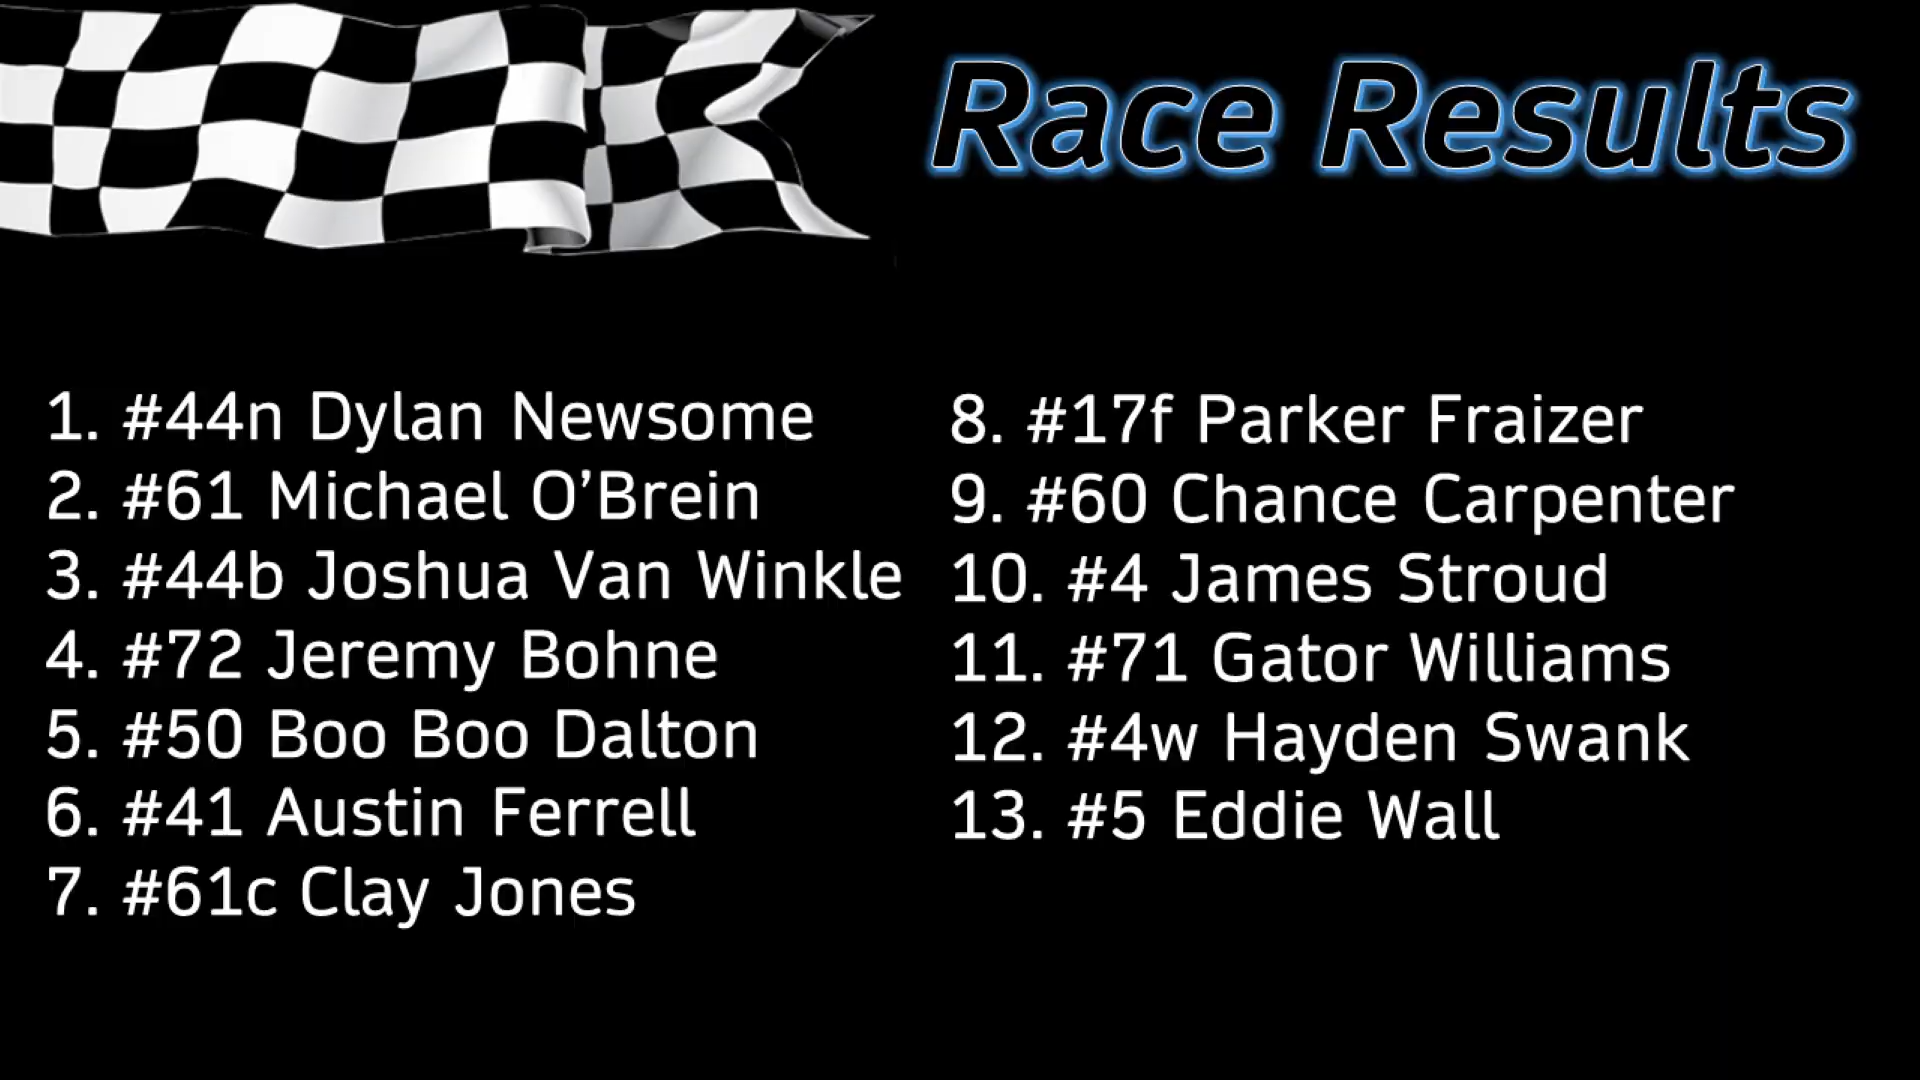 Race Results
1. #44n Dylan Newsome
2. #61 Michael O’Brein
3. #44b Joshua Van Winkle
4. #72 Jeremy Bohne
5. #50 Boo Boo Dalton
6. #41 Austin Ferrell
7. #61c Clay Jones
8. #17f Parker Fraizer
9. #60 Chance Carpenter
10. #4 James Stroud
11. #71 Gator Williams
12. #4w Hayden Swank
13. #5 Eddie Wall